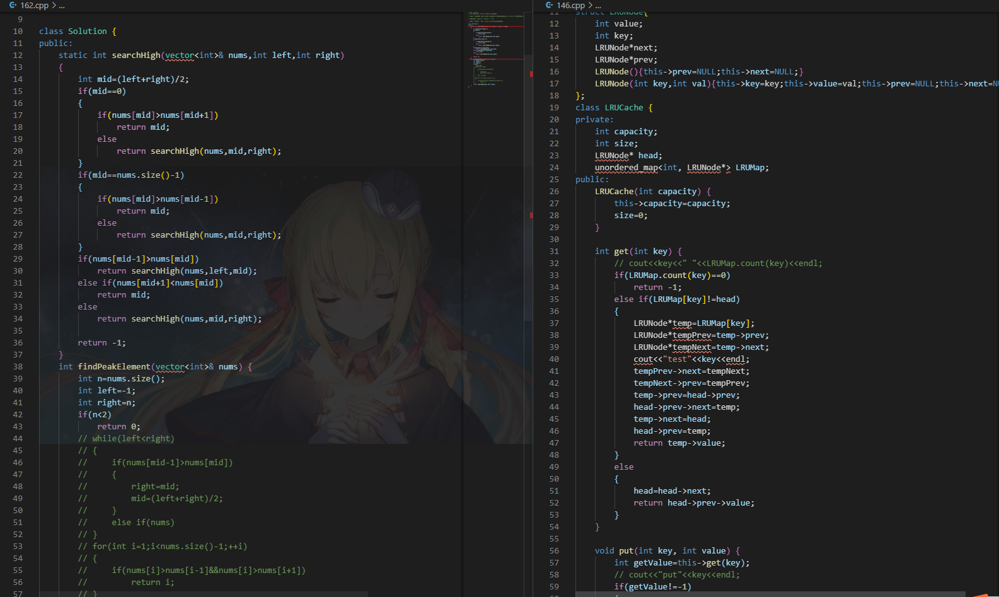 162.cpp > ...
9
10 class Solution {
11 public:
12     static int searchHigh(vector<int>& nums,int left,int right)
13     {
14         int mid=(left+right)/2;
15         if(mid==0)
16         {
17             if(nums[mid]>nums[mid+1])
18                 return mid;
19             else
20                 return searchHigh(nums,mid,right);
21         }
22         if(mid==nums.size()-1)
23         {
24             if(nums[mid]>nums[mid-1])
25                 return mid;
26             else
27                 return searchHigh(nums,mid,right);
28         }
29         if(nums[mid-1]>nums[mid])
30             return searchHigh(nums,left,mid);
31         else if(nums[mid+1]<nums[mid])
32             return mid;
33         else
34             return searchHigh(nums,mid,right);
35
36         return -1;
37     }
38     int findPeakElement(vector<int>& nums) {
39         int n=nums.size();
40         int left=-1;
41         int right=n;
42         if(n<2)
43             return 0;
44         // while(left<right)
45         // {
46         //     if(nums[mid-1]>nums[mid])
47         //     {
48         //         right=mid;
49         //         mid=(left+right)/2;
50         //     }
51         //     else if(nums)
52         // }
53         // for(int i=1;i<nums.size()-1;++i)
54         // {
55         //     if(nums[i]>nums[i-1]&&nums[i]>nums[i+1])
56         //         return i;
57         // }
146.cpp > ...
11 struct LRUNode{
12     int value;
13     int key;
14     LRUNode*next;
15     LRUNode*prev;
16     LRUNode(){this->prev=NULL;this->next=NULL;}
17     LRUNode(int key,int val){this->key=key;this->value=val;this->prev=NULL;this->next=NU
18 };
19 class LRUCache {
20 private:
21     int capacity;
22     int size;
23     LRUNode* head;
24     unordered_map<int, LRUNode*> LRUMap;
25 public:
26     LRUCache(int capacity) {
27         this->capacity=capacity;
28         size=0;
29     }
30
31     int get(int key) {
32         // cout<<key<<" "<<LRUMap.count(key)<<endl;
33         if(LRUMap.count(key)==0)
34             return -1;
35         else if(LRUMap[key]!=head)
36         {
37             LRUNode*temp=LRUMap[key];
38             LRUNode*tempPrev=temp->prev;
39             LRUNode*tempNext=temp->next;
40             cout<<"test"<<key<<endl;
41             tempPrev->next=tempNext;
42             tempNext->prev=tempPrev;
43             temp->prev=head->prev;
44             head->prev->next=temp;
45             temp->next=head;
46             head->prev=temp;
47             return temp->value;
48         }
49         else
50         {
51             head=head->next;
52             return head->prev->value;
53         }
54     }
55
56     void put(int key, int value) {
57         int getValue=this->get(key);
58         // cout<<"put"<<key<<endl;
59         if(getValue!=-1)